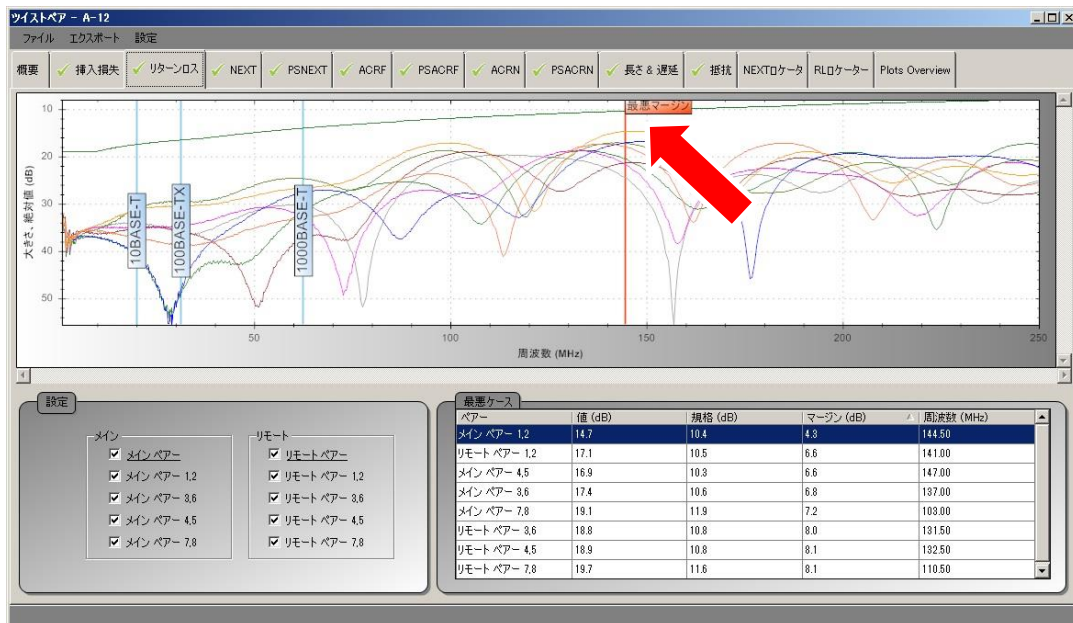 ツイストペア - A-12
ファイル エクスポート 設定
概要 挿入損失 リターンロス NEXT PSNEXT ACRF PSACRF ACRN PSACRN 長さ & 遅延 抵抗 NEXTロケータ RLロケーター Plots Overview
最悪マージン
10
20
30
40
50
大きさ、絶対値 (dB)
10BASE-T
100BASE-TX
1000BASE-T
50 100 150 200 250
周波数 (MHz)
設定
メイン
メイン ペアー
メイン ペアー 1,2
メイン ペアー 3,6
メイン ペアー 4,5
メイン ペアー 7,8
リモート
リモート ペアー
リモート ペアー 1,2
リモート ペアー 3,6
リモート ペアー 4,5
リモート ペアー 7,8
最悪ケース
ペアー 値 (dB) 規格 (dB) マージン (dB) 周波数 (MHz)
メイン ペアー 1,2 14.7 10.4 4.3 144.50
リモート ペアー 1,2 17.1 10.5 6.6 141.00
メイン ペアー 4,5 16.9 10.3 6.6 147.00
メイン ペアー 3,6 17.4 10.6 6.8 137.00
メイン ペアー 7,8 19.1 11.9 7.2 103.00
リモート ペアー 3,6 18.8 10.8 8.0 131.50
リモート ペアー 4,5 18.9 10.8 8.1 132.50
リモート ペアー 7,8 19.7 11.6 8.1 110.50